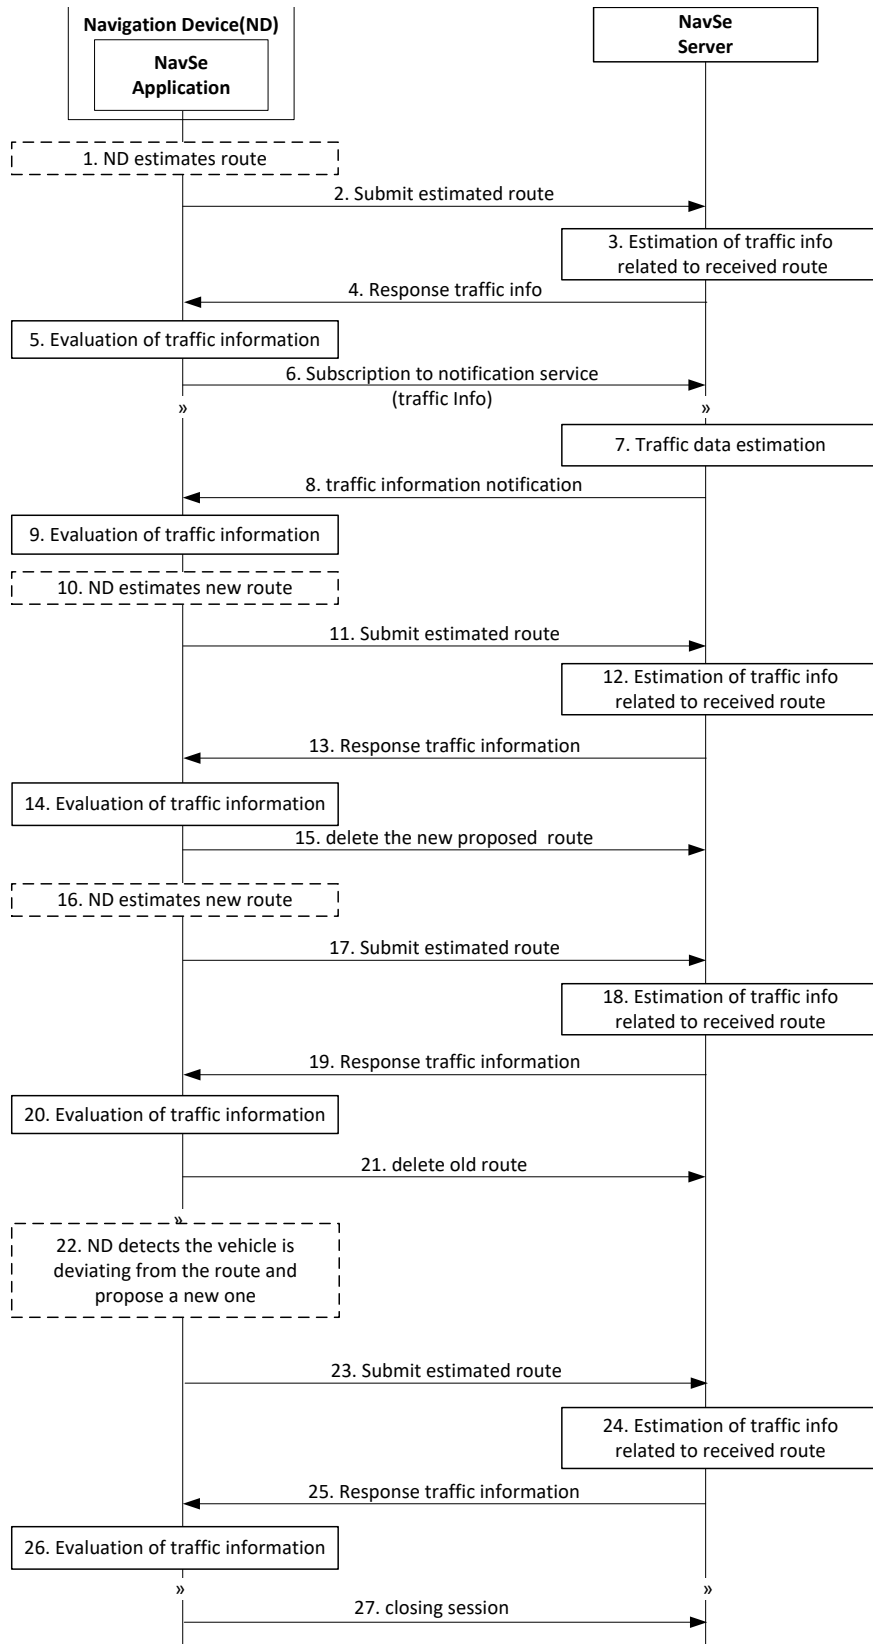 Navigation Device(ND)
NavSe
Application
NavSe
Server
1. ND estimates route
2. Submit estimated route
3. Estimation of traffic info
related to received route
4. Response traffic info
5. Evaluation of traffic information
6. Subscription to notification service
(traffic Info)
»
»
7. Traffic data estimation
8. traffic information notification
9. Evaluation of traffic information
10. ND estimates new route
11. Submit estimated route
12. Estimation of traffic info
related to received route
13. Response traffic information
14. Evaluation of traffic information
15. delete the new proposed route
16. ND estimates new route
17. Submit estimated route
18. Estimation of traffic info
related to received route
19. Response traffic information
20. Evaluation of traffic information
21. delete old route
»
22. ND detects the vehicle is
deviating from the route and
propose a new one
23. Submit estimated route
24. Estimation of traffic info
related to received route
25. Response traffic information
26. Evaluation of traffic information
»
»
27. closing session